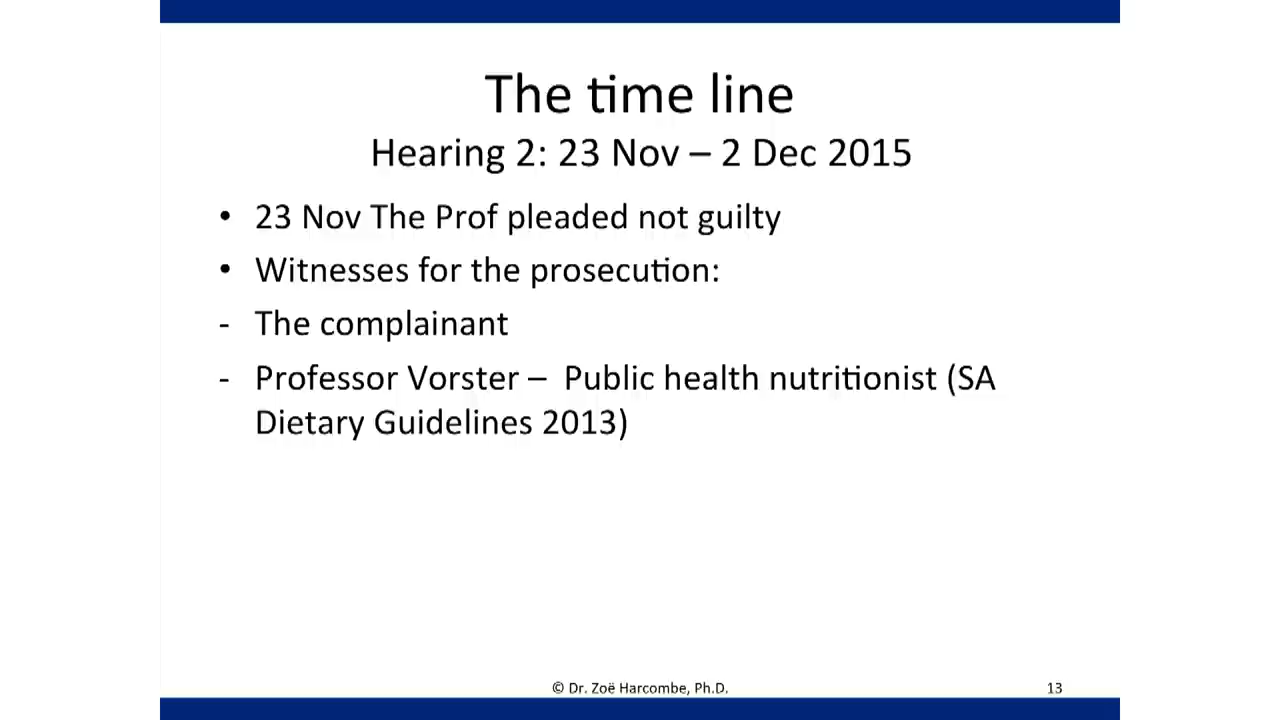 The time line
Hearing 2: 23 Nov – 2 Dec 2015
• 23 Nov The Prof pleaded not guilty
• Witnesses for the prosecution:
- The complainant
- Professor Vorster – Public health nutritionist (SA
Dietary Guidelines 2013)
© Dr. Zoë Harcombe, Ph.D.
13